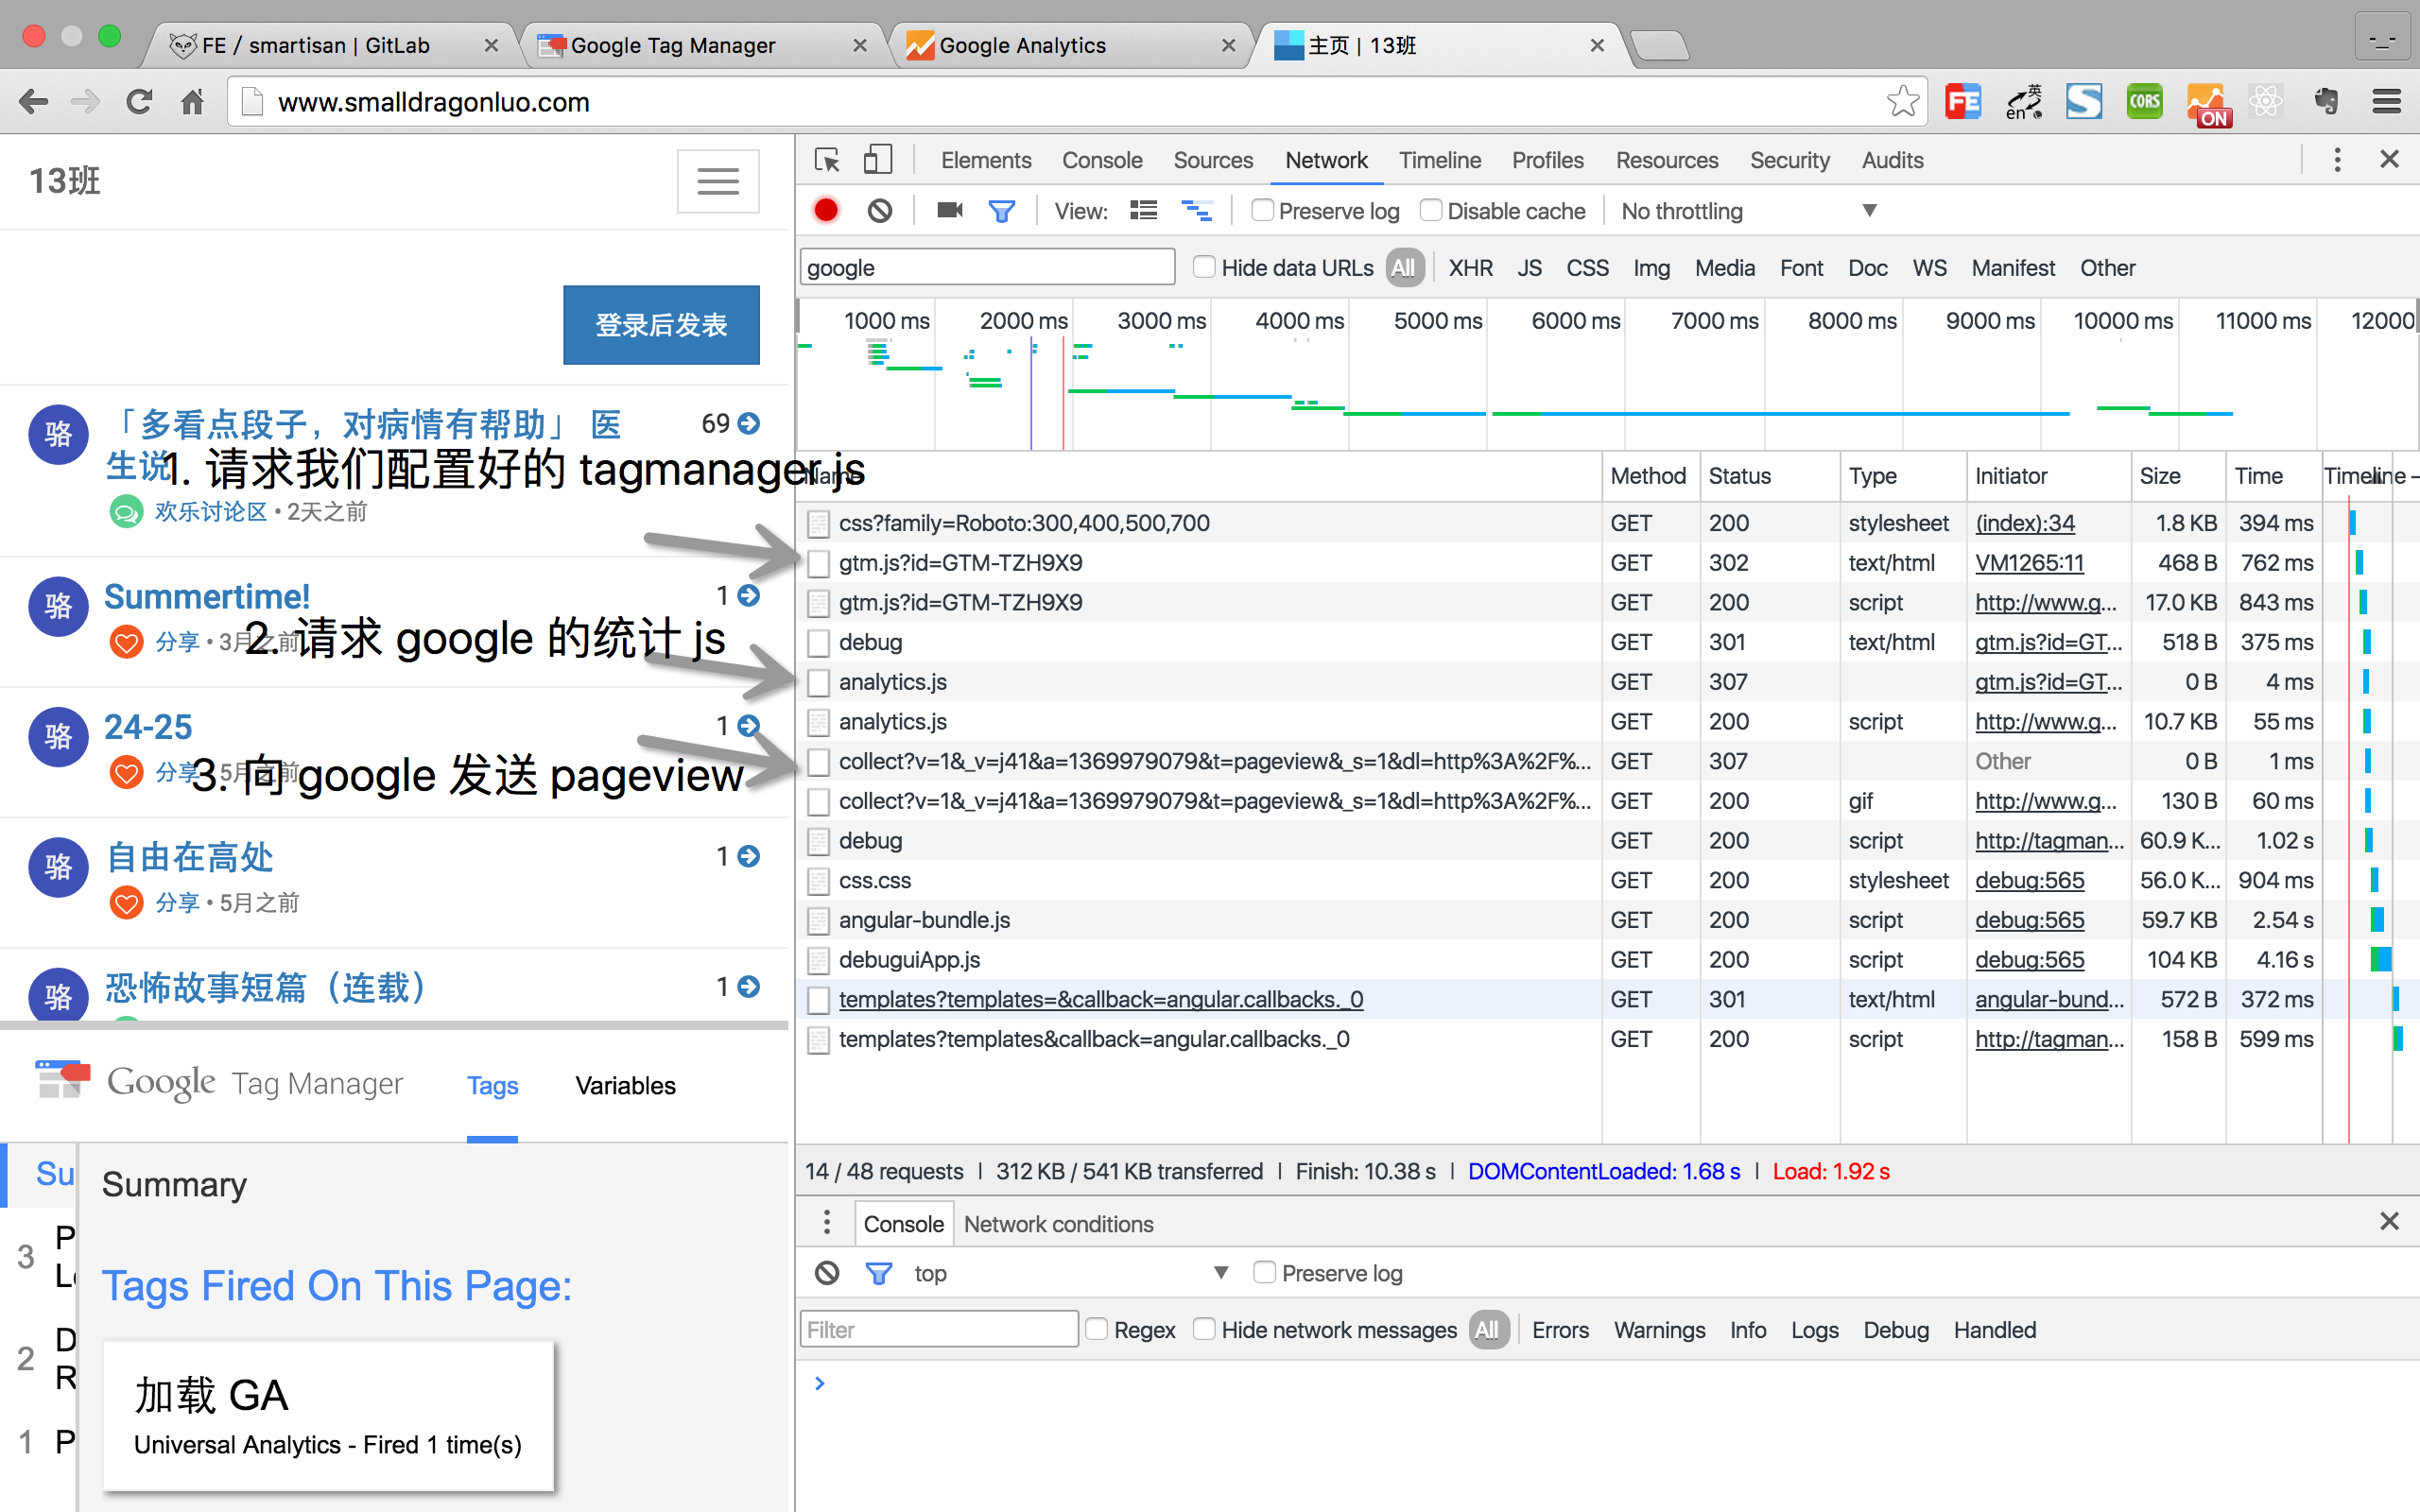 FE / smartisan | GitLab
Google Tag Manager
Google Analytics
主页 | 13班
www.smalldragonluo.com
FE
英
en
CORS
ON
13班
登录后发表
骆
「多看点段子，对病情有帮助」 医
生说
69
欢乐讨论区 • 2天之前
1. 请求我们配置好的 tagmanager.js
骆
Summertime!
1
分享 • 3月之前
2. 请求 google 的统计 js
骆
24-25
1
分享 • 5月之前
3. 向 google 发送 pageview
骆
自由在高处
1
分享 • 5月之前
骆
恐怖故事短篇（连载）
1
Google Tag Manager
Tags
Variables
Su
3
P
2
D
R
1
P
Summary
Tags Fired On This Page:
加载 GA
Universal Analytics - Fired 1 time(s)
Elements Console Sources Network Timeline Profiles Resources Security Audits
View: Preserve log Disable cache No throttling
google Hide data URLs All XHR JS CSS Img Media Font Doc WS Manifest Other
1000 ms 2000 ms 3000 ms 4000 ms 5000 ms 6000 ms 7000 ms 8000 ms 9000 ms 10000 ms 11000 ms 12000
Name Method Status Type Initiator Size Time Timeline
css?family=Roboto:300,400,500,700 GET 200 stylesheet (index):34 1.8 KB 394 ms
gtm.js?id=GTM-TZH9X9 GET 302 text/html VM1265:11 468 B 762 ms
gtm.js?id=GTM-TZH9X9 GET 200 script http://www.g... 17.0 KB 843 ms
debug GET 301 text/html gtm.js?id=GT... 518 B 375 ms
analytics.js GET 307 gtm.js?id=GT... 0 B 4 ms
analytics.js GET 200 script http://www.g... 10.7 KB 55 ms
collect?v=1&_v=j41&a=1369979079&t=pageview&_s=1&dl=http%3A%2F%... GET 307 Other 0 B 1 ms
collect?v=1&_v=j41&a=1369979079&t=pageview&_s=1&dl=http%3A%2F%... GET 200 gif http://www.g... 130 B 60 ms
debug GET 200 script http://tagman... 60.9 K... 1.02 s
css.css GET 200 stylesheet debug:565 56.0 K... 904 ms
angular-bundle.js GET 200 script debug:565 59.7 KB 2.54 s
debuguiApp.js GET 200 script debug:565 104 KB 4.16 s
templates?templates=&callback=angular.callbacks._0 GET 301 text/html angular-bund... 572 B 372 ms
templates?templates&callback=angular.callbacks._0 GET 200 script http://tagman... 158 B 599 ms
14 / 48 requests | 312 KB / 541 KB transferred | Finish: 10.38 s | DOMContentLoaded: 1.68 s | Load: 1.92 s
Console Network conditions
top Preserve log
Filter Regex Hide network messages All Errors Warnings Info Logs Debug Handled